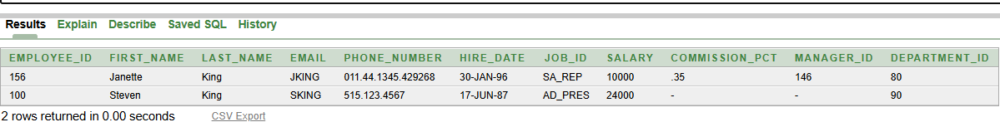 Results Explain Describe Saved SQL History
EMPLOYEE_ID FIRST_NAME LAST_NAME EMAIL PHONE_NUMBER HIRE_DATE JOB_ID SALARY COMMISSION_PCT MANAGER_ID DEPARTMENT_ID
156 Janette King JKING 011.44.1345.429268 30-JAN-96 SA_REP 10000 .35 146 80
100 Steven King SKING 515.123.4567 17-JUN-87 AD_PRES 24000 - - 90
2 rows returned in 0.00 seconds CSV Export